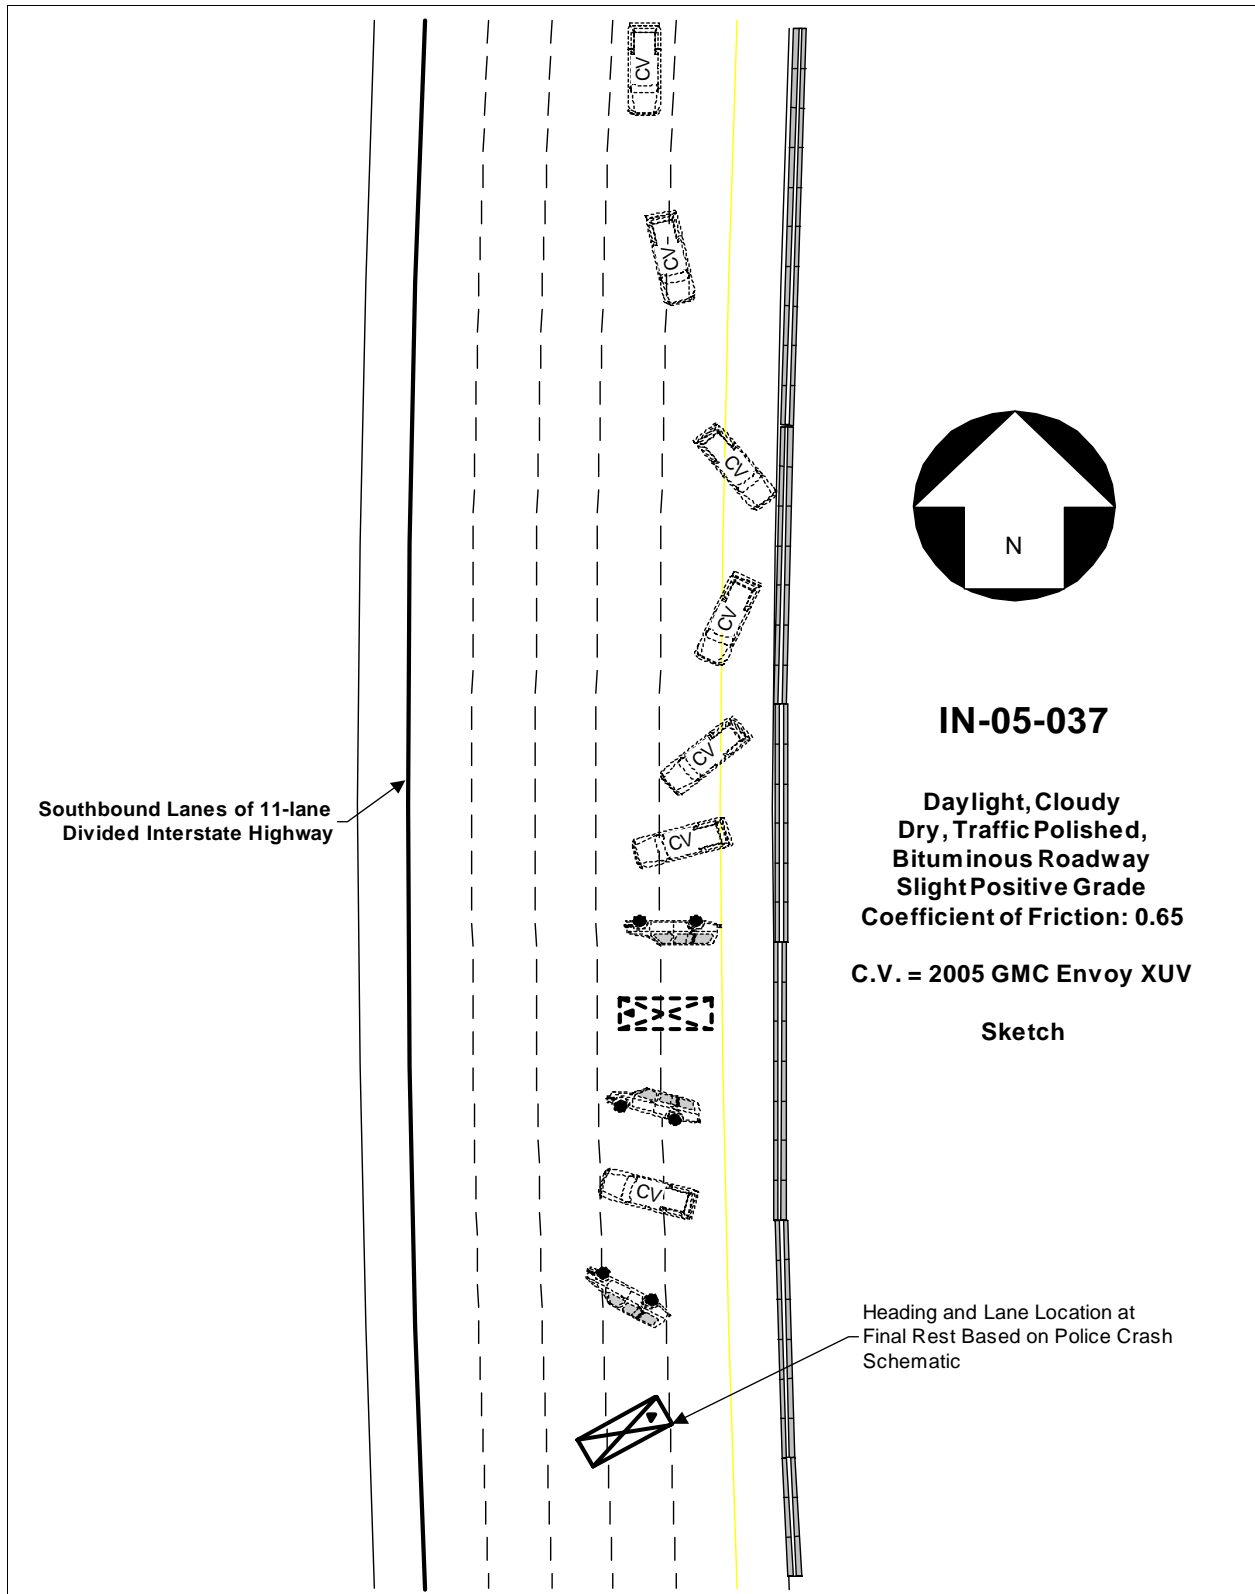 CV
CV
CV
N
CV
IN-05-037
CV
Southbound Lanes of 11-lane
Divided Interstate Highway
Daylight, Cloudy
Dry, Traffic Polished,
Bituminous Roadway
Slight Positive Grade
Coefficient of Friction: 0.65
CV
C.V. = 2005 GMC Envoy XUV
Sketch
CV
Heading and Lane Location at
Final Rest Based on Police Crash
Schematic